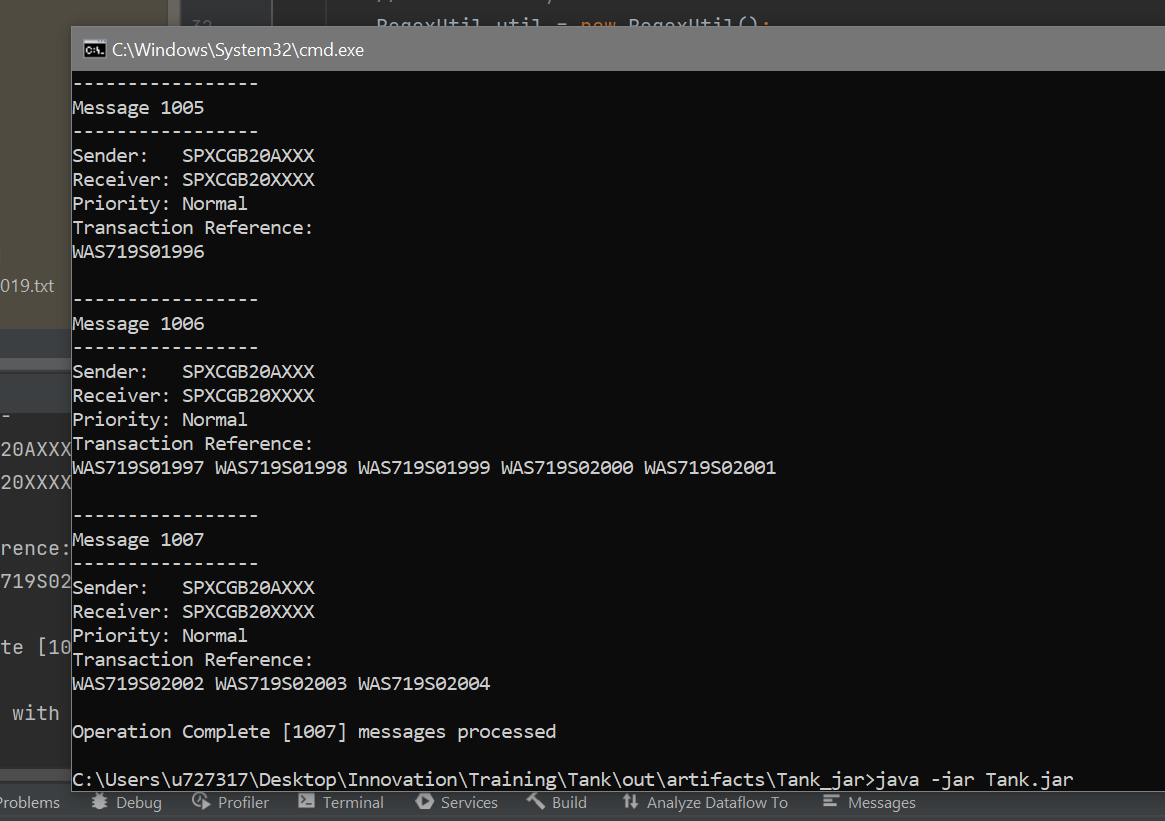 32
RegexUtil util = new RegexUtil();
C:\Windows\System32\cmd.exe
-----------------
Message 1005
-----------------
Sender:   SPXCGB20AXXX
Receiver: SPXCGB20XXXX
Priority: Normal
Transaction Reference:
WAS719S01996
-----------------
Message 1006
-----------------
Sender:   SPXCGB20AXXX
Receiver: SPXCGB20XXXX
Priority: Normal
Transaction Reference:
WAS719S01997 WAS719S01998 WAS719S01999 WAS719S02000 WAS719S02001
-----------------
Message 1007
-----------------
Sender:   SPXCGB20AXXX
Receiver: SPXCGB20XXXX
Priority: Normal
Transaction Reference:
WAS719S02002 WAS719S02003 WAS719S02004
Operation Complete [1007] messages processed
C:\Users\u727317\Desktop\Innovation\Training\Tank\out\artifacts\Tank_jar>java -jar Tank.jar
019.txt
-
20AXXX
20XXXX
rence:
719S02
te [10
with
Problems Debug Profiler Terminal Services Build Analyze Dataflow To Messages